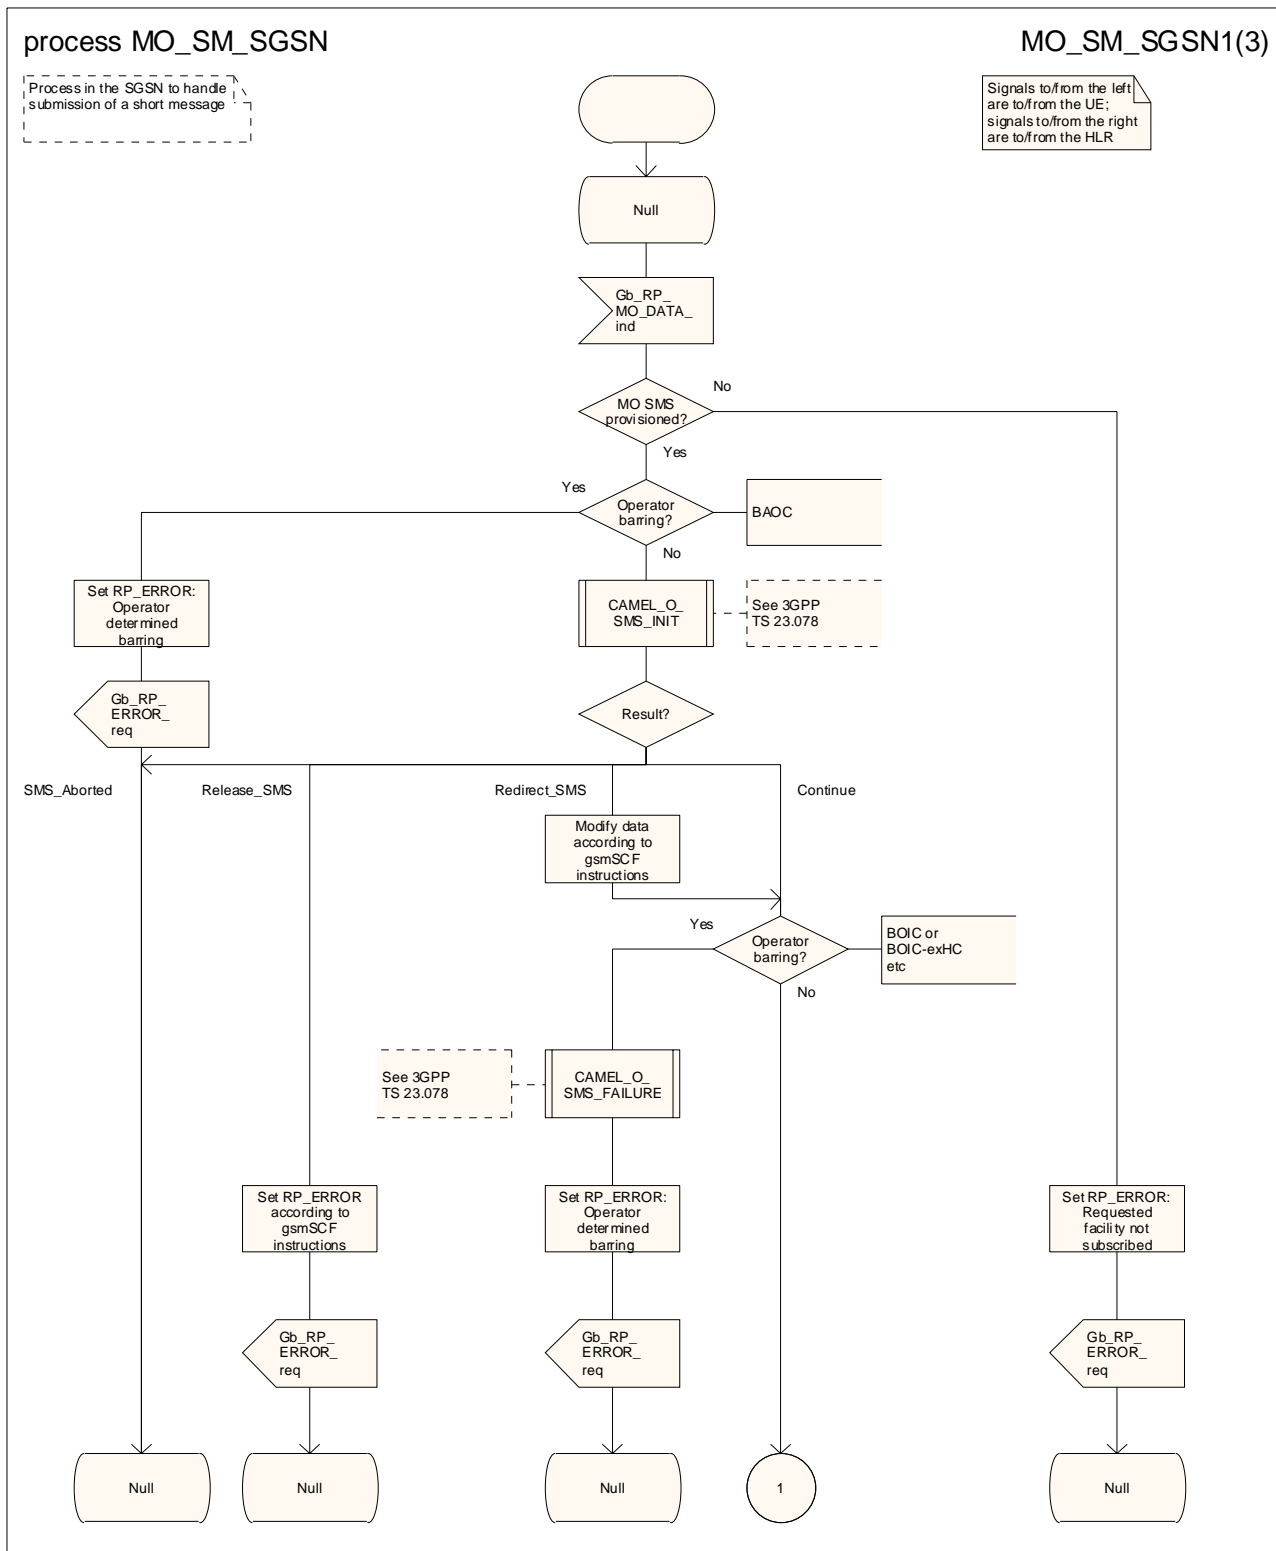 process MO_SM_SGSN
MO_SM_SGSN1(3)
Process in the SGSN to handle
submission of a short message
Signals to/from the left
are to/from the UE;
signals to/from the right
are to/from the HLR
Null
Gb_RP_
MO_DATA_
ind
No
MO SMS
provisioned?
Yes
Yes
Operator
barring?
BAOC
No
Set RP_ERROR:
Operator
determined
barring
CAMEL_O_
SMS_INIT
See 3GPP
TS 23.078
Gb_RP_
ERROR_
req
Result?
SMS_Aborted
Release_SMS
Redirect_SMS
Continue
Modify data
according to
gsmSCF
instructions
Yes
Operator
barring?
BOIC or
BOIC-exHC
etc
No
See 3GPP
TS 23.078
CAMEL_O_
SMS_FAILURE
Set RP_ERROR
according to
gsmSCF
instructions
Set RP_ERROR:
Operator
determined
barring
Set RP_ERROR:
Requested
facility not
subscribed
Gb_RP_
ERROR_
req
Gb_RP_
ERROR_
req
Gb_RP_
ERROR_
req
Null
Null
Null
1
Null